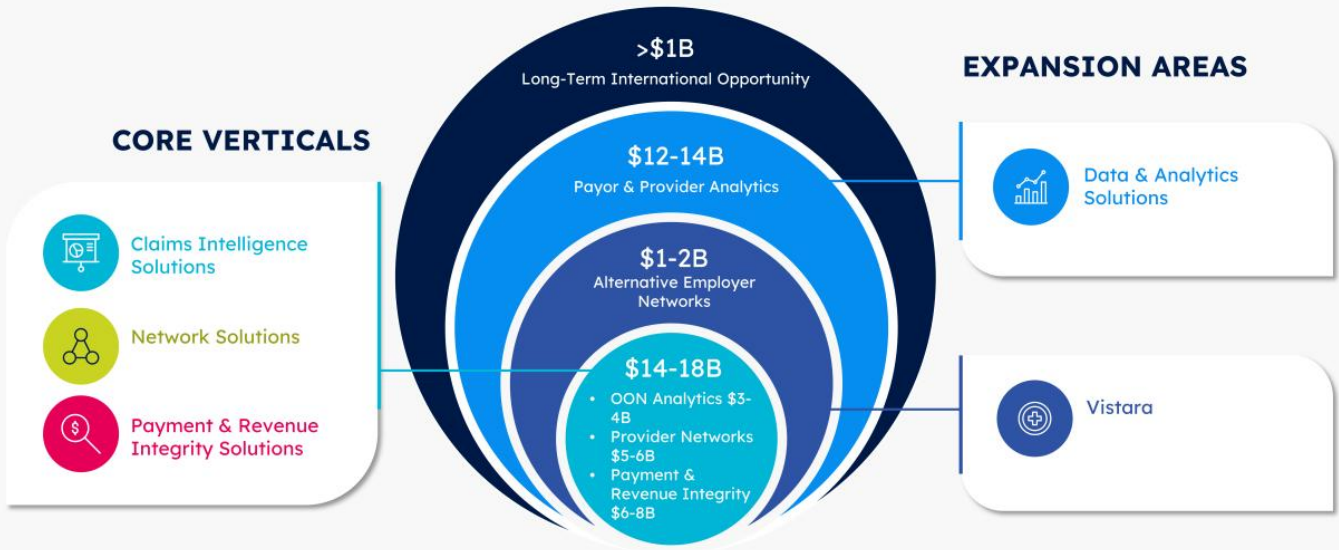 CORE VERTICALS
Claims Intelligence
Solutions
Network Solutions
Payment & Revenue
Integrity Solutions
>$1B
Long-Term International Opportunity
$12-14B
Payor & Provider Analytics
$1-2B
Alternative Employer
Networks
$14-18B
• OON Analytics $3-
4B
• Provider Networks
$5-6B
• Payment &
Revenue Integrity
$6-8B
EXPANSION AREAS
Data & Analytics
Solutions
Vistara